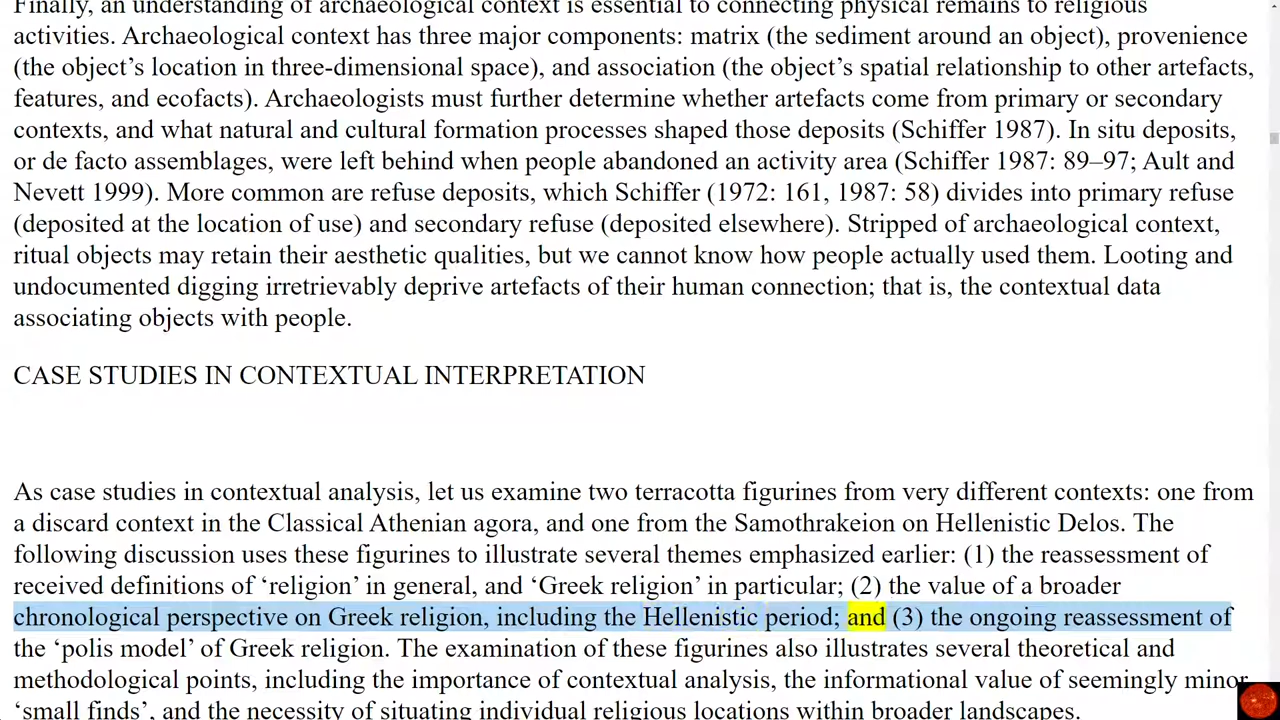 Finally, an understanding of archaeological context is essential to connecting physical remains to religious
activities. Archaeological context has three major components: matrix (the sediment around an object), provenience
(the object’s location in three-dimensional space), and association (the object’s spatial relationship to other artefacts,
features, and ecofacts). Archaeologists must further determine whether artefacts come from primary or secondary
contexts, and what natural and cultural formation processes shaped those deposits (Schiffer 1987). In situ deposits,
or de facto assemblages, were left behind when people abandoned an activity area (Schiffer 1987: 89–97; Ault and
Nevett 1999). More common are refuse deposits, which Schiffer (1972: 161, 1987: 58) divides into primary refuse
(deposited at the location of use) and secondary refuse (deposited elsewhere). Stripped of archaeological context,
ritual objects may retain their aesthetic qualities, but we cannot know how people actually used them. Looting and
undocumented digging irretrievably deprive artefacts of their human connection; that is, the contextual data
associating objects with people.
CASE STUDIES IN CONTEXTUAL INTERPRETATION
As case studies in contextual analysis, let us examine two terracotta figurines from very different contexts: one from
a discard context in the Classical Athenian agora, and one from the Samothrakeion on Hellenistic Delos. The
following discussion uses these figurines to illustrate several themes emphasized earlier: (1) the reassessment of
received definitions of ‘religion’ in general, and ‘Greek religion’ in particular; (2) the value of a broader
chronological perspective on Greek religion, including the Hellenistic period; and (3) the ongoing reassessment of
the ‘polis model’ of Greek religion. The examination of these figurines also illustrates several theoretical and
methodological points, including the importance of contextual analysis, the informational value of seemingly minor
‘small finds’, and the necessity of situating individual religious locations within broader landscapes.